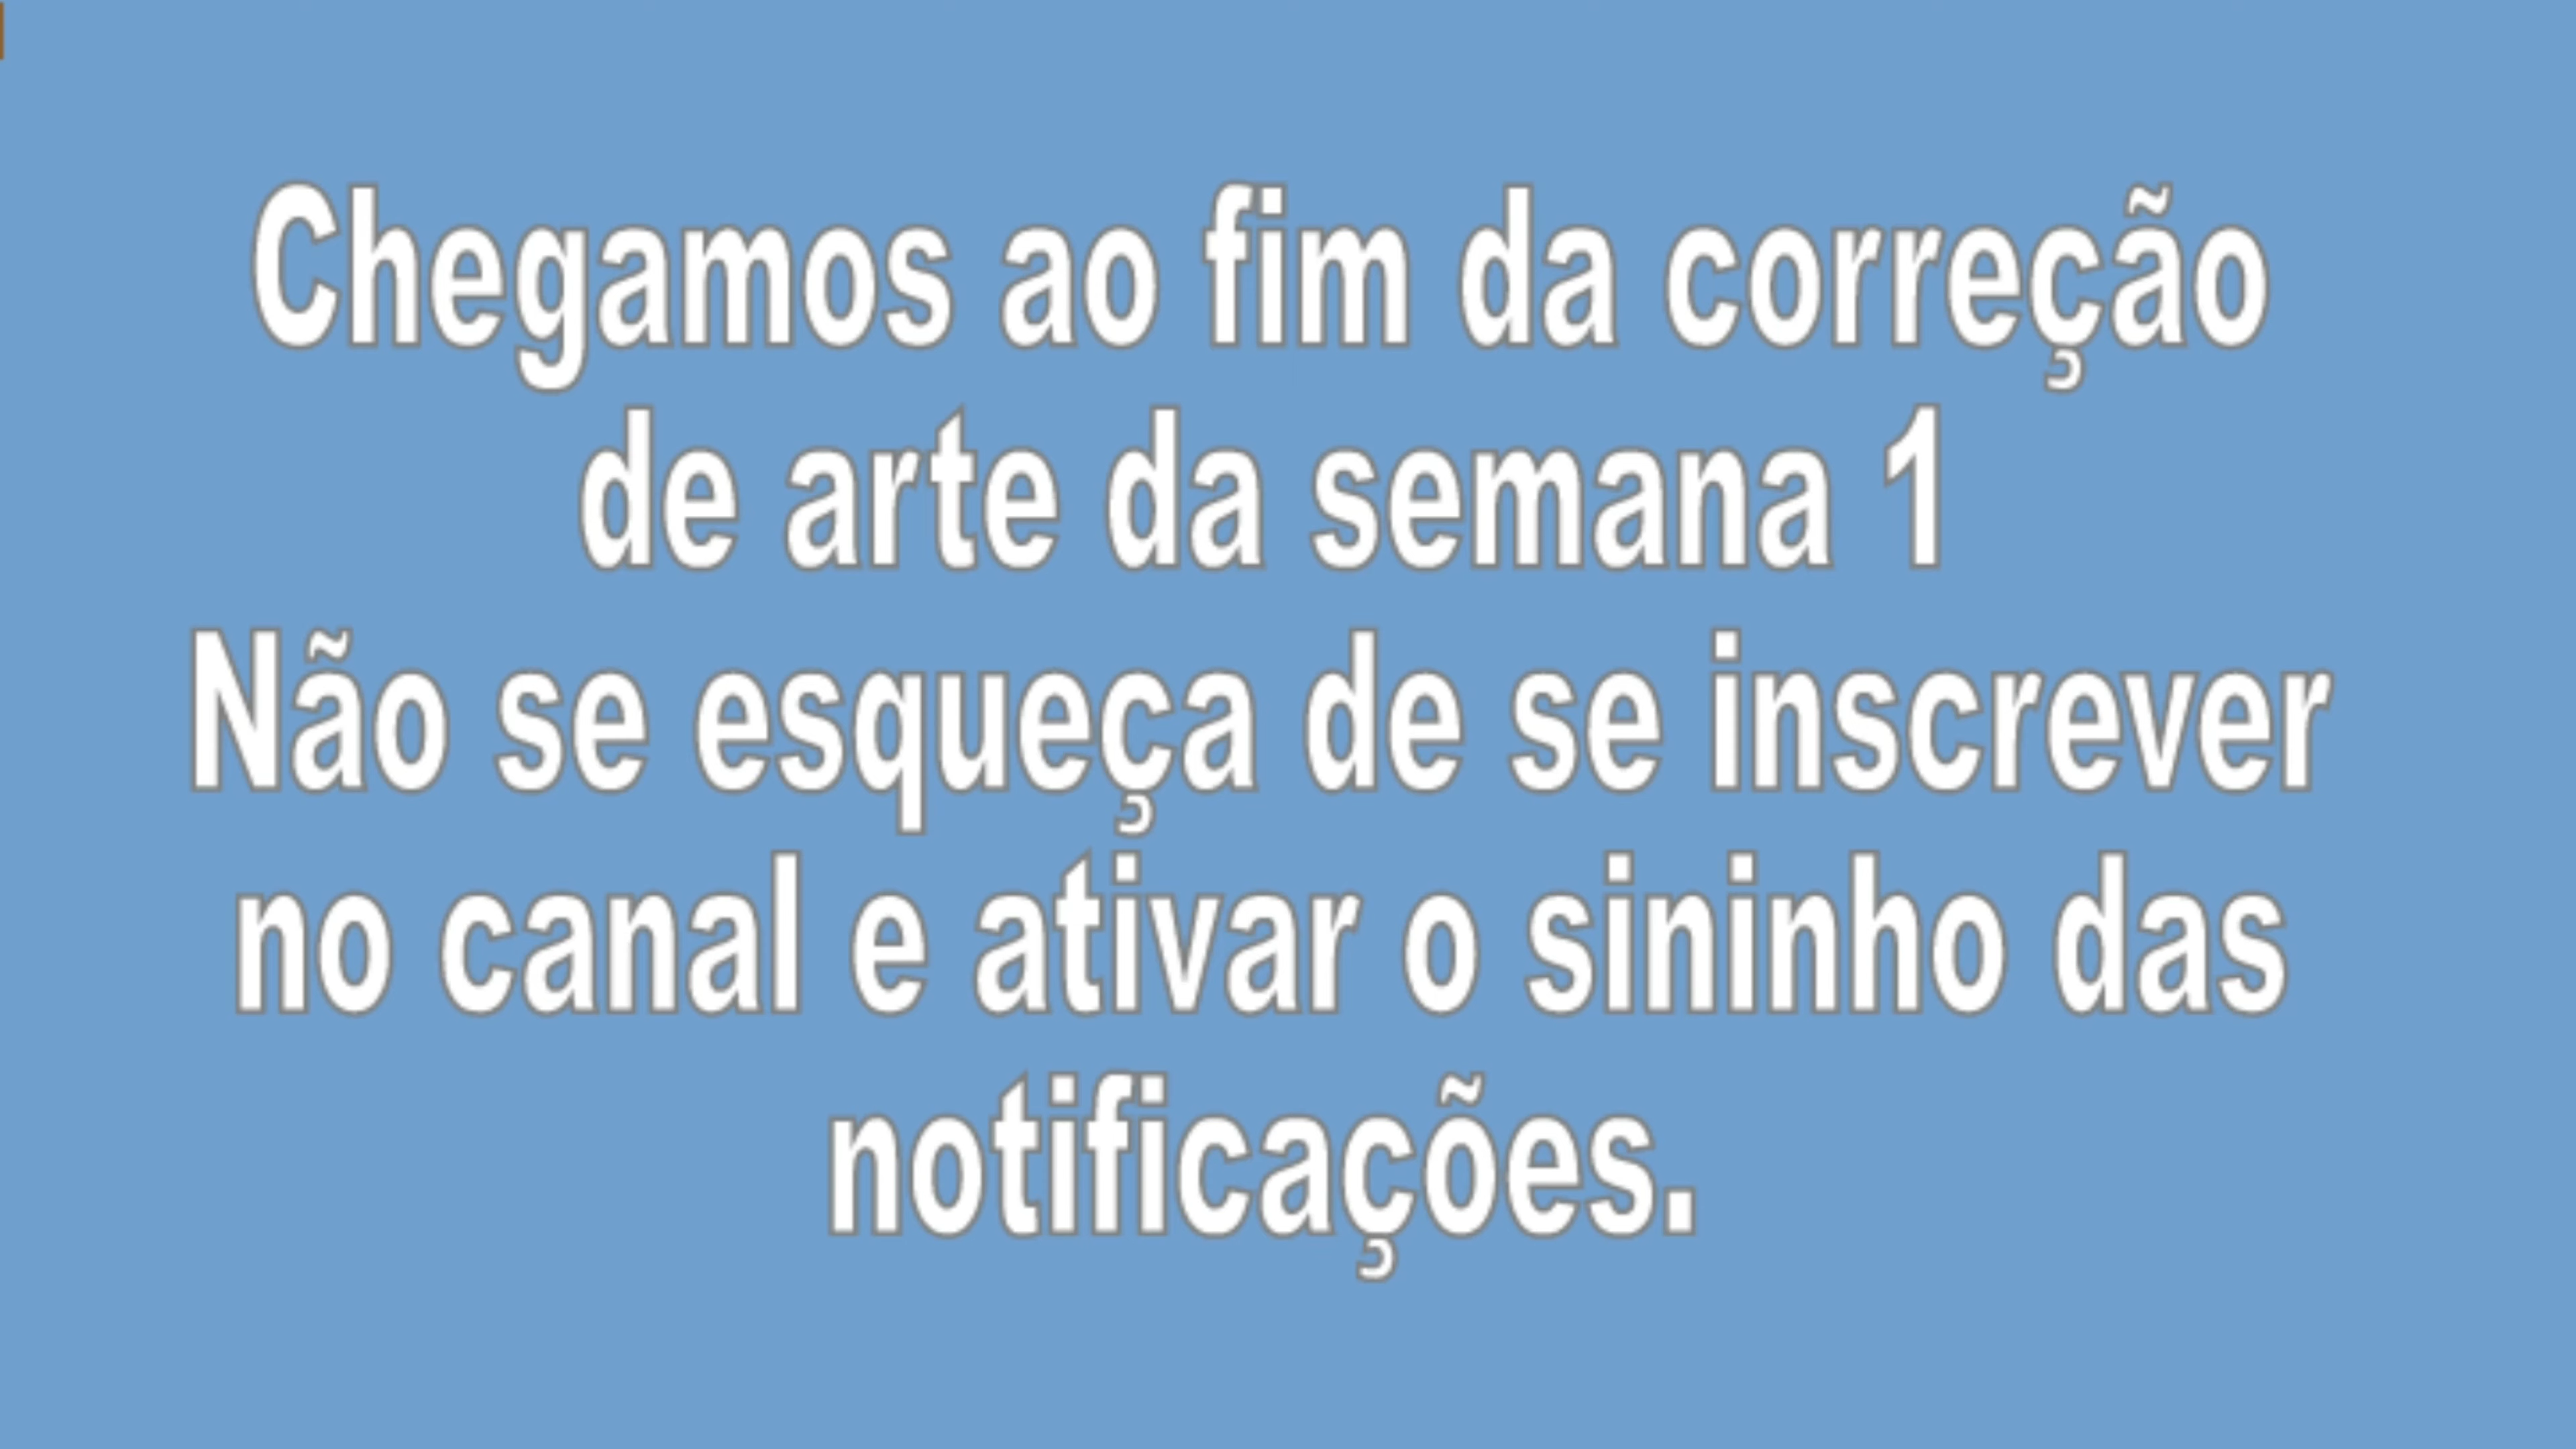 Chegamos ao fim da correção
de arte da semana 1
Não se esqueça de se inscrever
no canal e ativar o sininho das
notificações.